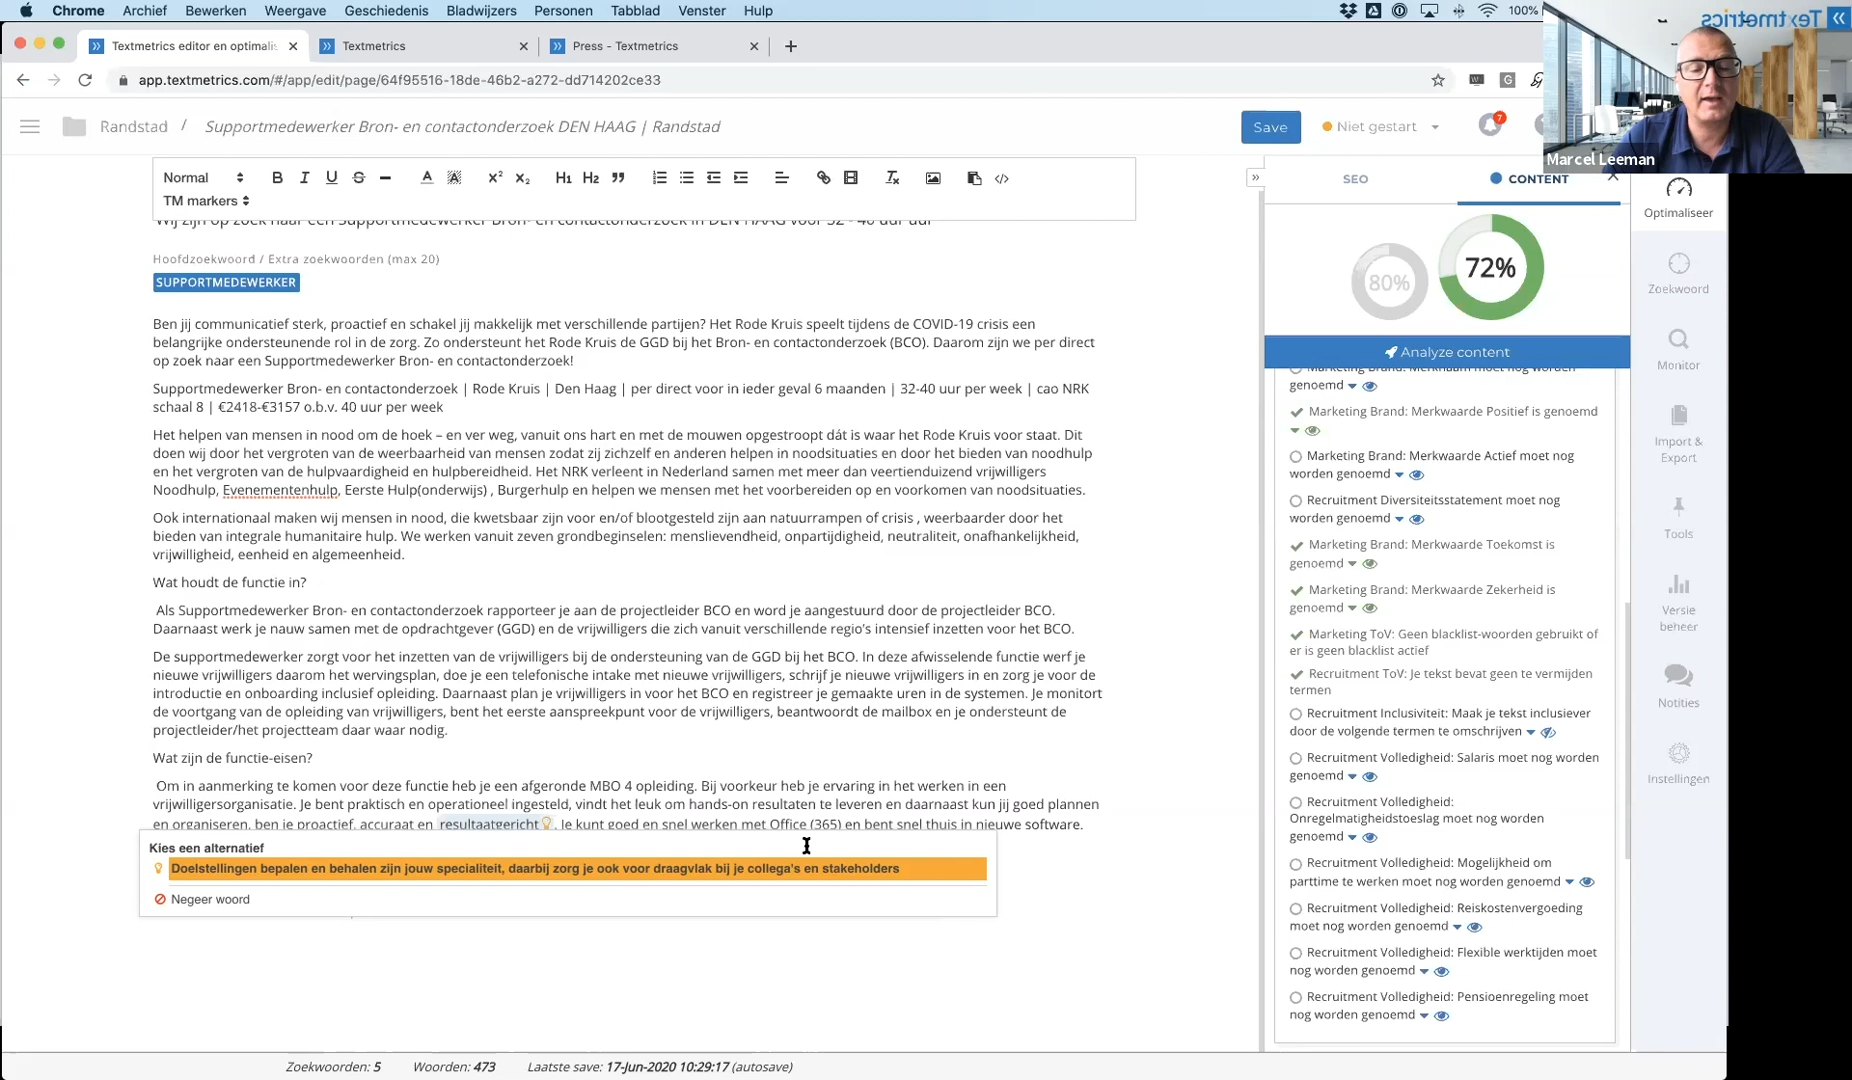 Chrome Archief Bewerken Weergave Geschiedenis Bladwijzers Personen Tabblad Venster Help 100%
Textmetrics
Textmetrics editor en optimalis
Textmetrics
Press - Textmetrics
app.textmetrics.com/#/app/edit/page/64f95516-18de-46b2-a272-dd714202ce33
Marcel Leeman
Randstad / Supportmedewerker Bron- en contactonderzoek DEN HAAG | Randstad
Save
Niet gestart
7
Normal
B I U S
H1 H2
TM markers
Wij zijn op zoek naar een Supportmedewerker Bron- en contactonderzoek in DEN HAAG voor 32 - 40 uur uur
Hoofdzoekwoord / Extra zoekwoorden (max 20)
SUPPORTMEDEWERKER
Ben jij communicatief sterk, proactief en schakel jij makkelijk met verschillende partijen? Het Rode Kruis speelt tijdens de COVID-19 crisis een
belangrijke ondersteunende rol in de zorg. Zo ondersteunt het Rode Kruis de GGD bij het Bron- en contactonderzoek (BCO). Daarom zijn we per direct
op zoek naar een Supportmedewerker Bron- en contactonderzoek!
Supportmedewerker Bron- en contactonderzoek | Rode Kruis | Den Haag | per direct voor in ieder geval 6 maanden | 32-40 uur per week | cao NRK
schaal 8 | €2418-€3157 o.b.v. 40 uur per week
Het helpen van mensen in nood om de hoek – en ver weg, vanuit ons hart en met de mouwen opgestroopt dát is waar het Rode Kruis voor staat. Dit
doen wij door het vergroten van de weerbaarheid van mensen zodat zij zichzelf en anderen helpen in noodsituaties en door het bieden van noodhulp
en het vergroten van de hulpvaardigheid en hulpbereidheid. Het NRK verleent in Nederland samen met meer dan veertienduizend vrijwilligers
Noodhulp, Evenementenhulp, Eerste Hulp(onderwijs) , Burgerhulp en helpen we mensen met het voorbereiden op en voorkomen van noodsituaties.
Ook internationaal maken wij mensen in nood, die kwetsbaar zijn voor en/of blootgesteld zijn aan natuurrampen of crisis , weerbaarder door het
bieden van integrale humanitaire hulp. We werken vanuit zeven grondbeginselen: menslievendheid, onpartijdigheid, neutraliteit, onafhankelijkheid,
vrijwilligheid, eenheid en algemeenheid.
Wat houdt de functie in?
Als Supportmedewerker Bron- en contactonderzoek rapporteer je aan de projectleider BCO en word je aangestuurd door de projectleider BCO.
Daarnaast werk je nauw samen met de opdrachtgever (GGD) en de vrijwilligers die zich vanuit verschillende regio's intensief inzetten voor het BCO.
De supportmedewerker zorgt voor het inzetten van de vrijwilligers bij de ondersteuning van de GGD bij het BCO. In deze afwisselende functie werf je
nieuwe vrijwilligers daarom het wervingsplan, doe je een telefonische intake met nieuwe vrijwilligers, schrijf je nieuwe vrijwilligers in en zorg je voor de
introductie en onboarding inclusief opleiding. Daarnaast plan je vrijwilligers in voor het BCO en registreer je gemaakte uren in de systemen. Je monitort
de voortgang van de opleiding van vrijwilligers, bent het eerste aanspreekpunt voor de vrijwilligers, beantwoordt de mailbox en je ondersteunt de
projectleider/het projectteam daar waar nodig.
Wat zijn de functie-eisen?
Om in aanmerking te komen voor deze functie heb je een afgeronde MBO 4 opleiding. Bij voorkeur heb je ervaring in het werken in een
vrijwilligersorganisatie. Je bent praktisch en operationeel ingesteld, vindt het leuk om hands-on resultaten te leveren en daarnaast kun jij goed plannen
en organiseren, ben je proactief, accuraat en resultaatgericht. Je kunt goed en snel werken met Office (365) en bent snel thuis in nieuwe software.
Kies een alternatief
Doelstellingen bepalen en behalen zijn jouw specialiteit, daarbij zorg je ook voor draagvlak bij je collega's en stakeholders
Negeer woord
Zoekwoorden: 5 Woorden: 473 Laatste save: 17-Jun-2020 10:29:17 (autosave)
SEO
CONTENT
80%
72%
Analyze content
Marketing Brand: Merknaam moet nog worden
genoemd
Marketing Brand: Merkwaarde Positief is genoemd
Marketing Brand: Merkwaarde Actief moet nog
worden genoemd
Recruitment Diversiteitsstatement moet nog
worden genoemd
Marketing Brand: Merkwaarde Toekomst is
genoemd
Marketing Brand: Merkwaarde Zekerheid is
genoemd
Marketing ToV: Geen blacklist-woorden gebruikt of
er is geen blacklist actief
Recruitment ToV: Je tekst bevat geen te vermijden
termen
Recruitment Inclusiviteit: Maak je tekst inclusiever
door de volgende termen te omschrijven
Recruitment Volledigheid: Salaris moet nog worden
genoemd
Recruitment Volledigheid:
Onregelmatigheidstoeslag moet nog worden
genoemd
Recruitment Volledigheid: Mogelijkheid om
parttime te werken moet nog worden genoemd
Recruitment Volledigheid: Reiskostenvergoeding
moet nog worden genoemd
Recruitment Volledigheid: Flexible werktijden moet
nog worden genoemd
Recruitment Volledigheid: Pensioenregeling moet
nog worden genoemd
Optimaliseer
Zoekwoord
Monitor
Import &
Export
Tools
Versie
beheer
Notities
Instellingen